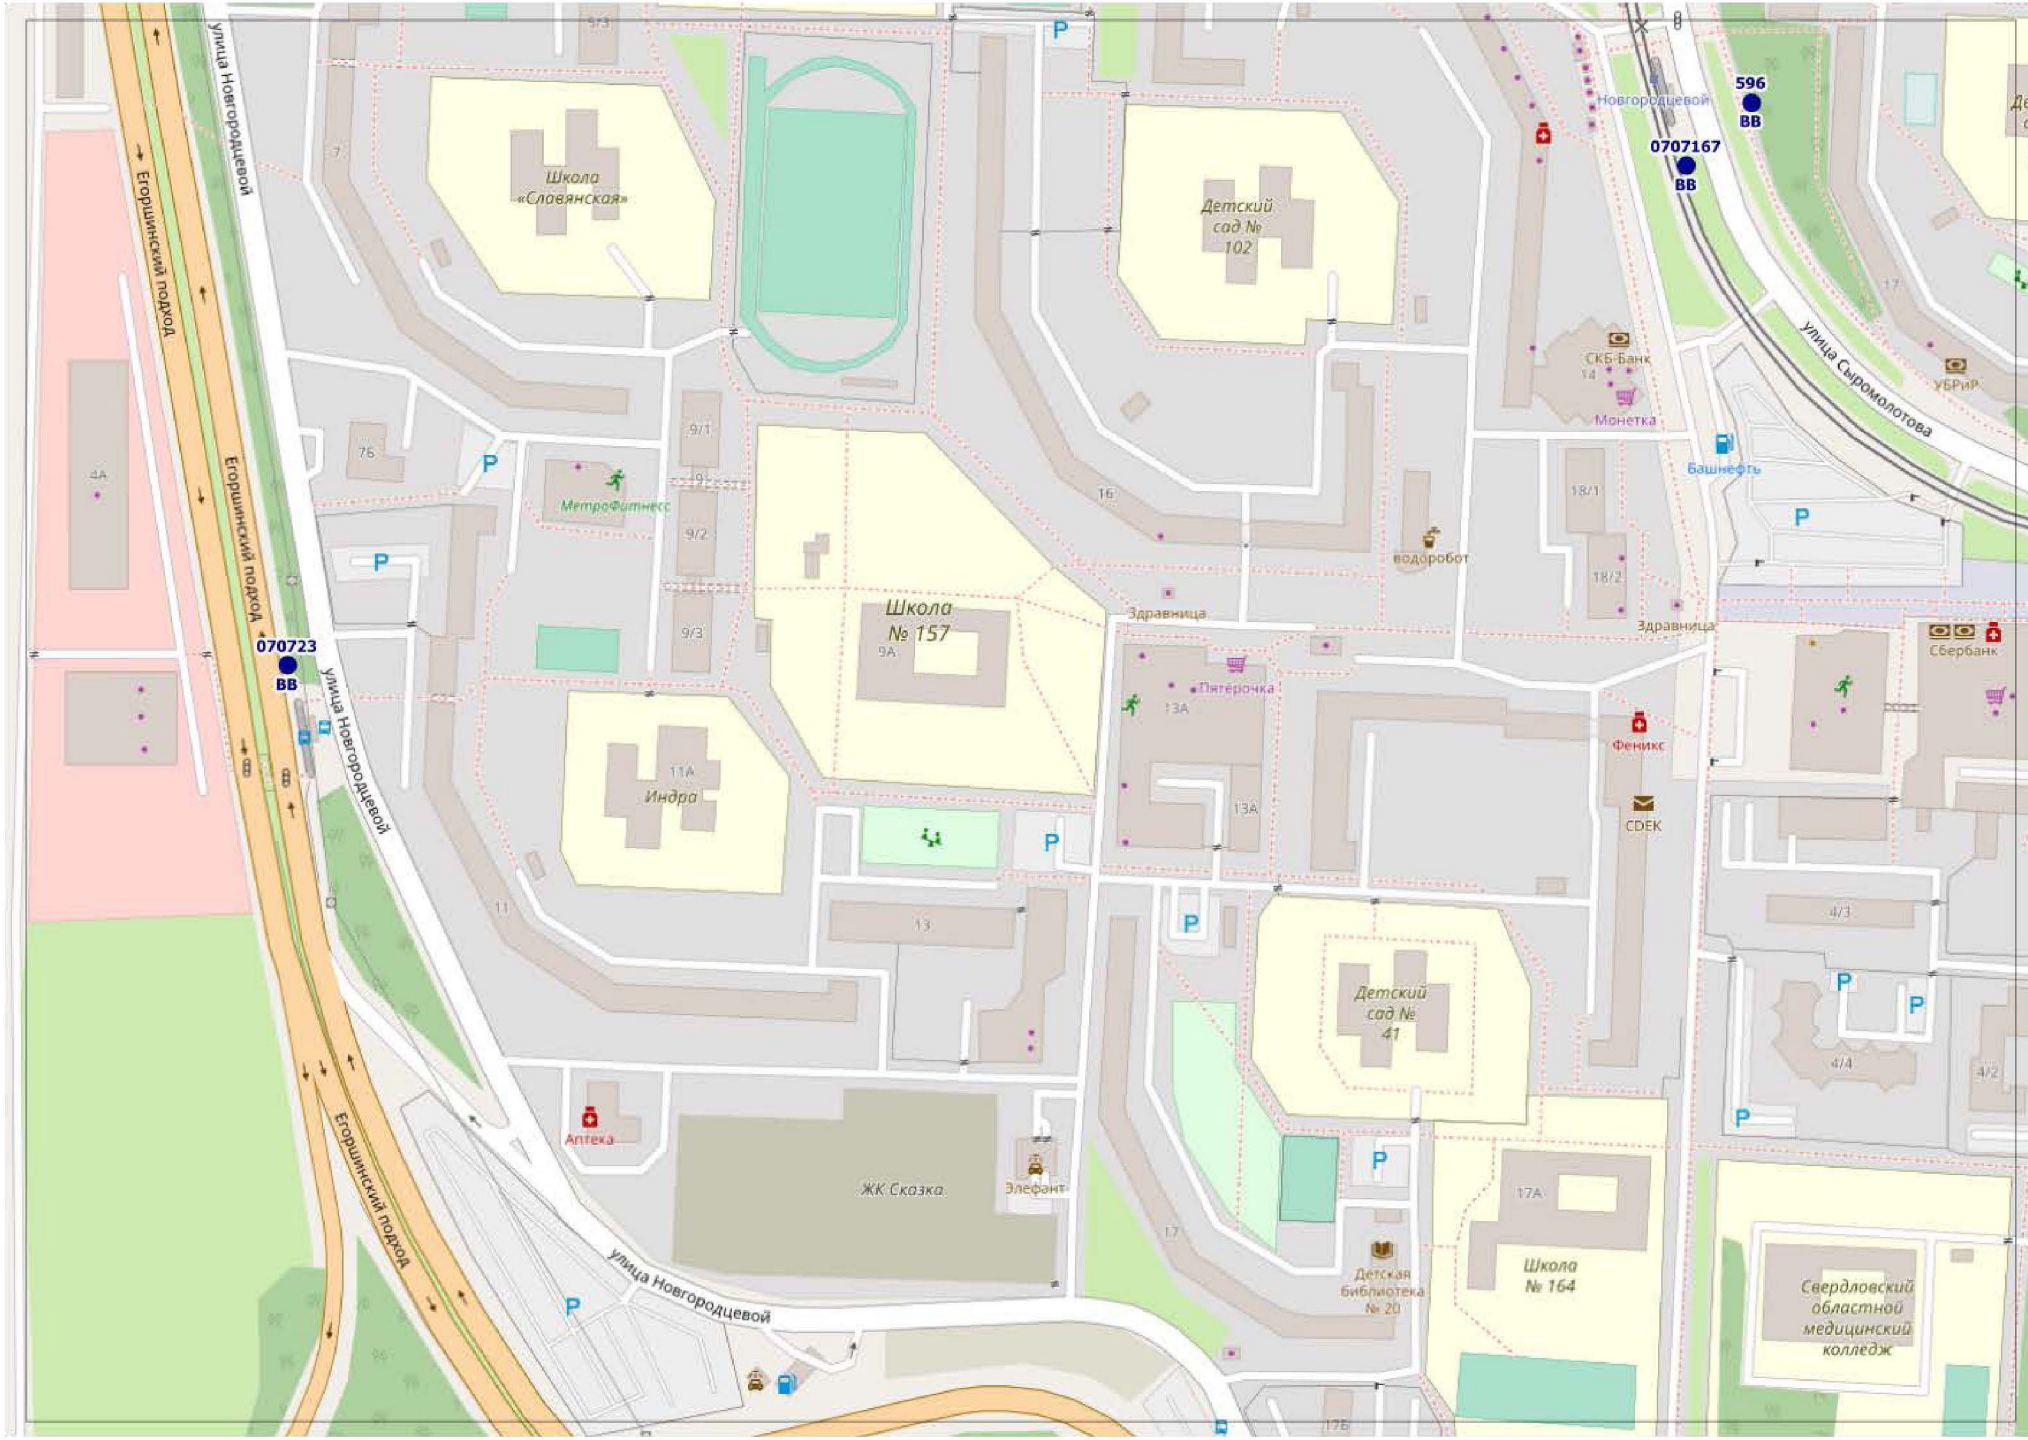 5/3
Р
улица Новгородцевой
596
ВВ
Новгородцевой
0707167
ВВ
7
Школа
«Славянская»
Детский
сад №
102
Егоршинский подход
17
улица Сыромолотова
СКБ-Банк
14
Монетка
УБРиР
9/1
7Б
Р
4А
МетроФитнесс
9
16
18/1
Башнефть
Р
Егоршинский подход
9/2
Р
водоробот
18/2
Школа
№ 157
9А
9/3
Здравница
Здравница
Сбербанк
070723
ВВ
Пятёрочка
13А
улица Новгородцевой
Феникс
11А
Индра
13А
CDEK
Р
11
13
Р
4/3
Детский
сад №
41
Р
Р
4/4
4/2
Аптека
Р
Егоршинский подход
ЖК Сказка
Элефант
Р
17А
17
Школа
№ 164
Детская
библиотека
№ 20
улица Новгородцевой
Р
Свердловский
областной
медицинский
колледж
17Б